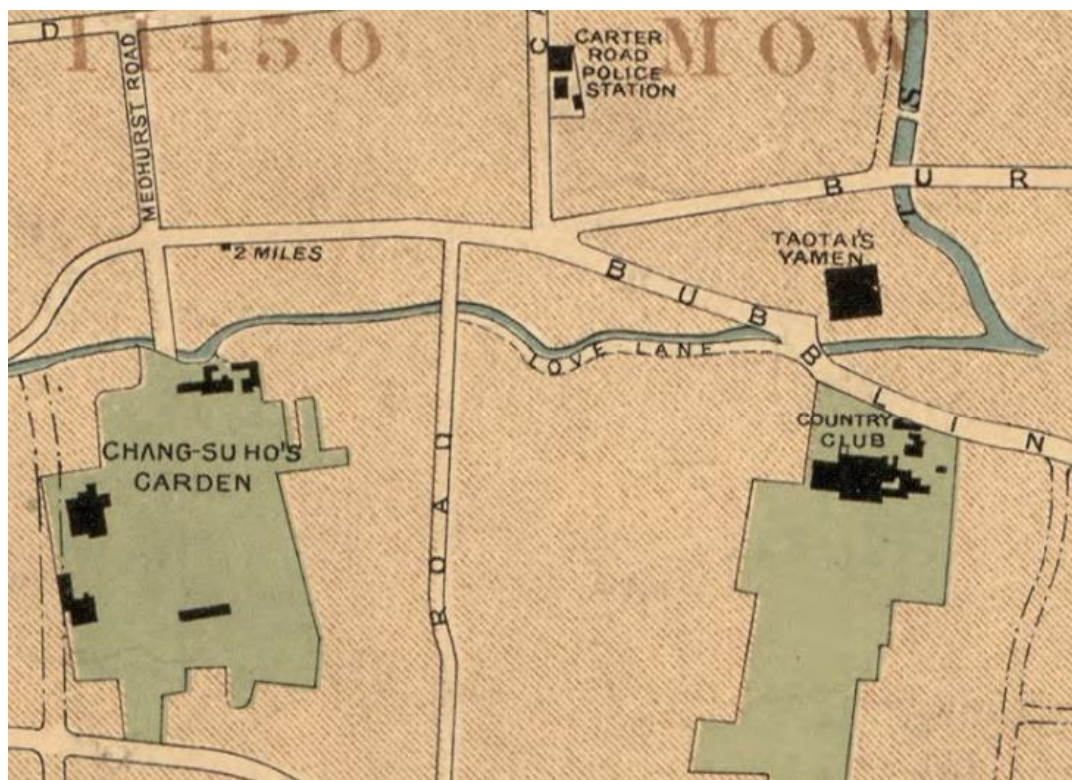 D
11450
MOW
C
CARTER
ROAD
POLICE
STATION
MEDHURST ROAD
S
BUR
2 MILES
TAOTAI'S
YAMEN
BUBBLIN
LOVE LANE
COUNTRY
CLUB
CHANG-SU HO'S
GARDEN
ROAD